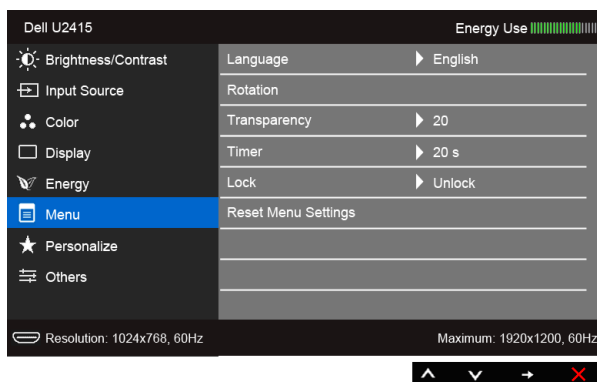 Dell U2415 Energy Use
Brightness/Contrast Language English
Input Source Rotation
Color Transparency 20
Display Timer 20 s
Energy Lock Unlock
Menu Reset Menu Settings
Personalize
Others
Resolution: 1024x768, 60Hz Maximum: 1920x1200, 60Hz